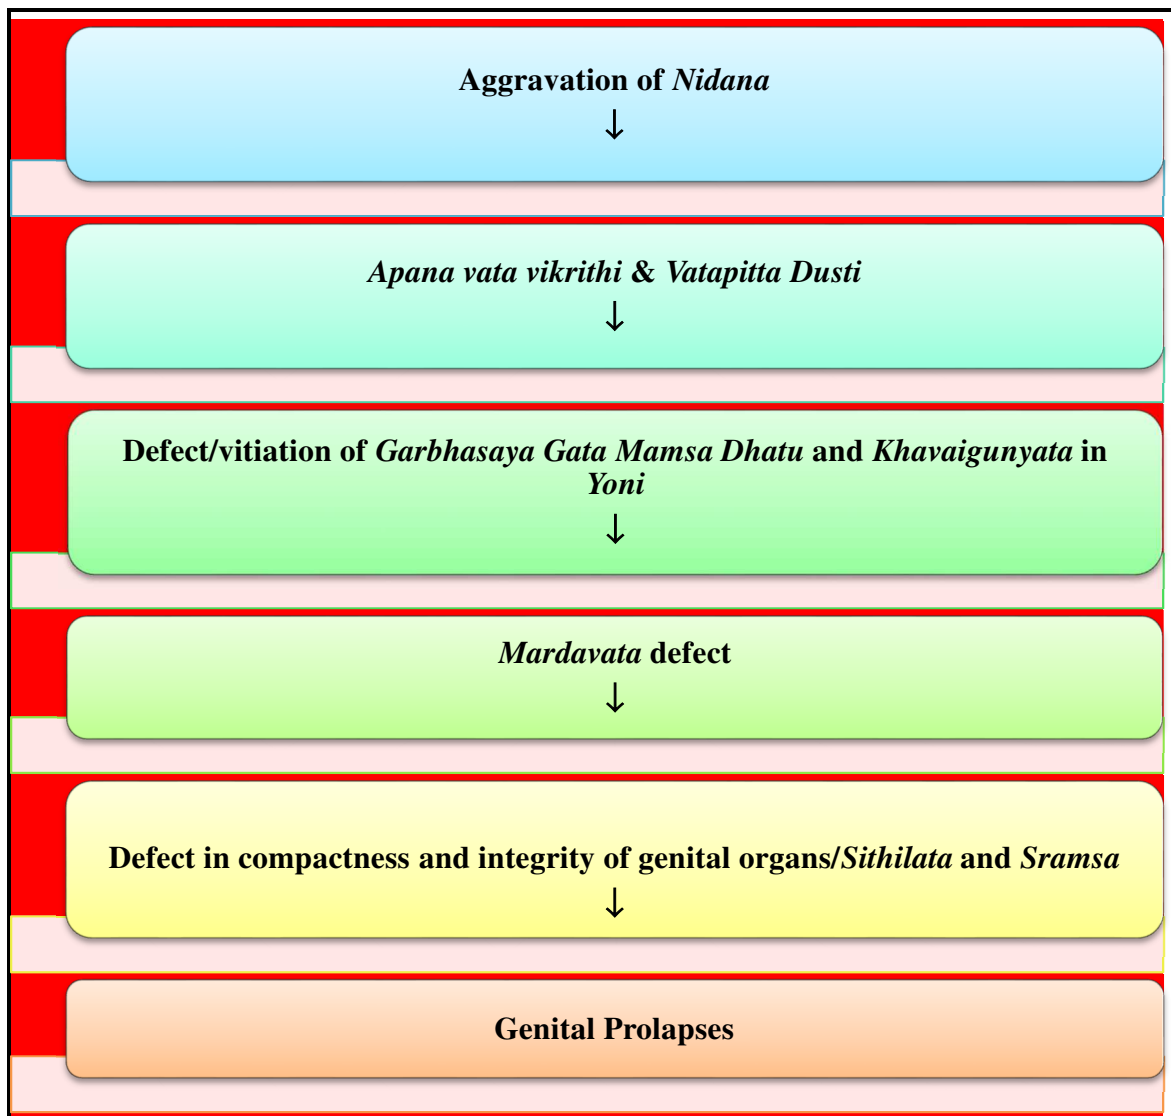 Aggravation of Nidana
↓
Apana vata vikrithi & Vatapitta Dusti
↓
Defect/vitiation of Garbhasaya Gata Mamsa Dhatu and Khavaigunyata in
Yoni
↓
Mardavata defect
↓
Defect in compactness and integrity of genital organs/Sithilata and Sramsa
↓
Genital Prolapses